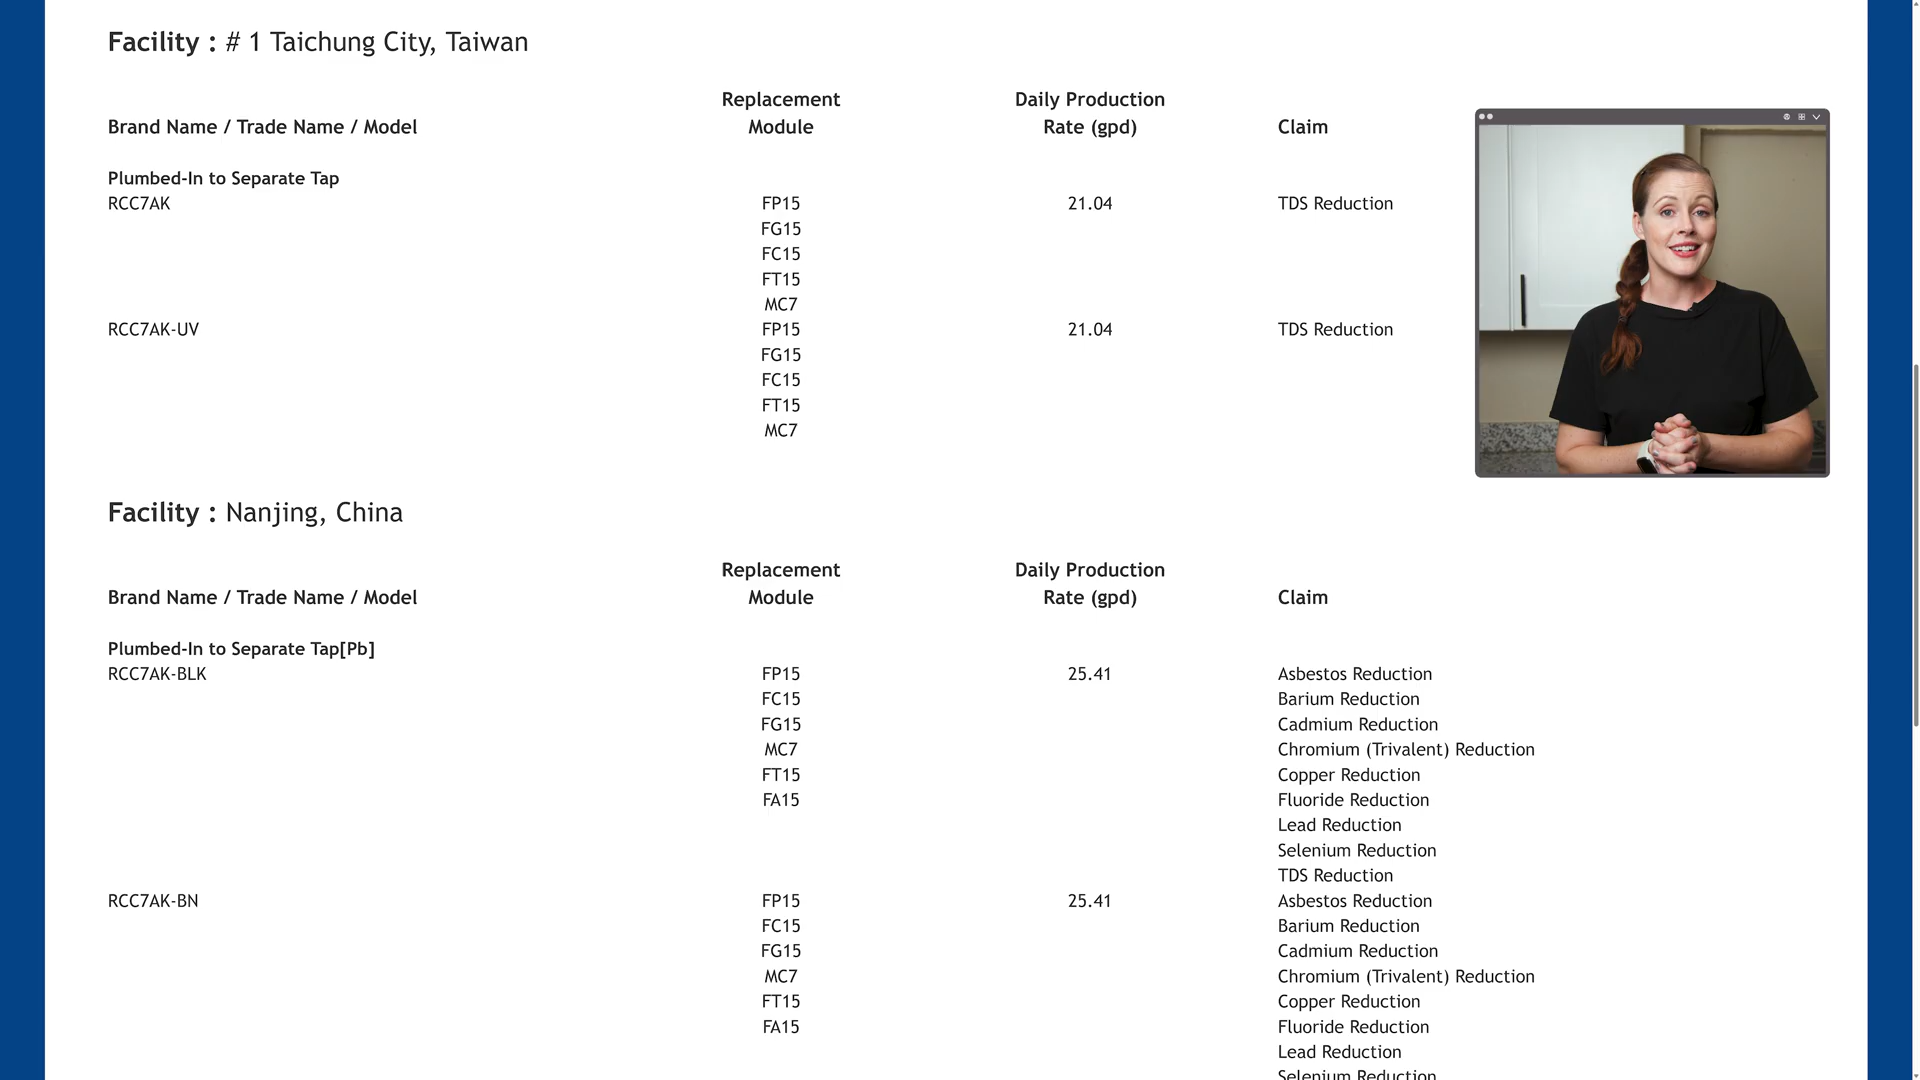 Facility : # 1 Taichung City, Taiwan
Replacement Daily Production
Brand Name / Trade Name / Model Module Rate (gpd) Claim
Plumbed-In to Separate Tap
RCC7AK FP15 21.04 TDS Reduction
FG15
FC15
FT15
MC7
RCC7AK-UV FP15 21.04 TDS Reduction
FG15
FC15
FT15
MC7
Facility : Nanjing, China
Replacement Daily Production
Brand Name / Trade Name / Model Module Rate (gpd) Claim
Plumbed-In to Separate Tap[Pb]
RCC7AK-BLK FP15 25.41 Asbestos Reduction
FC15 Barium Reduction
FG15 Cadmium Reduction
MC7 Chromium (Trivalent) Reduction
FT15 Copper Reduction
FA15 Fluoride Reduction
Lead Reduction
Selenium Reduction
TDS Reduction
RCC7AK-BN FP15 25.41 Asbestos Reduction
FC15 Barium Reduction
FG15 Cadmium Reduction
MC7 Chromium (Trivalent) Reduction
FT15 Copper Reduction
FA15 Fluoride Reduction
Lead Reduction
Selenium Reduction